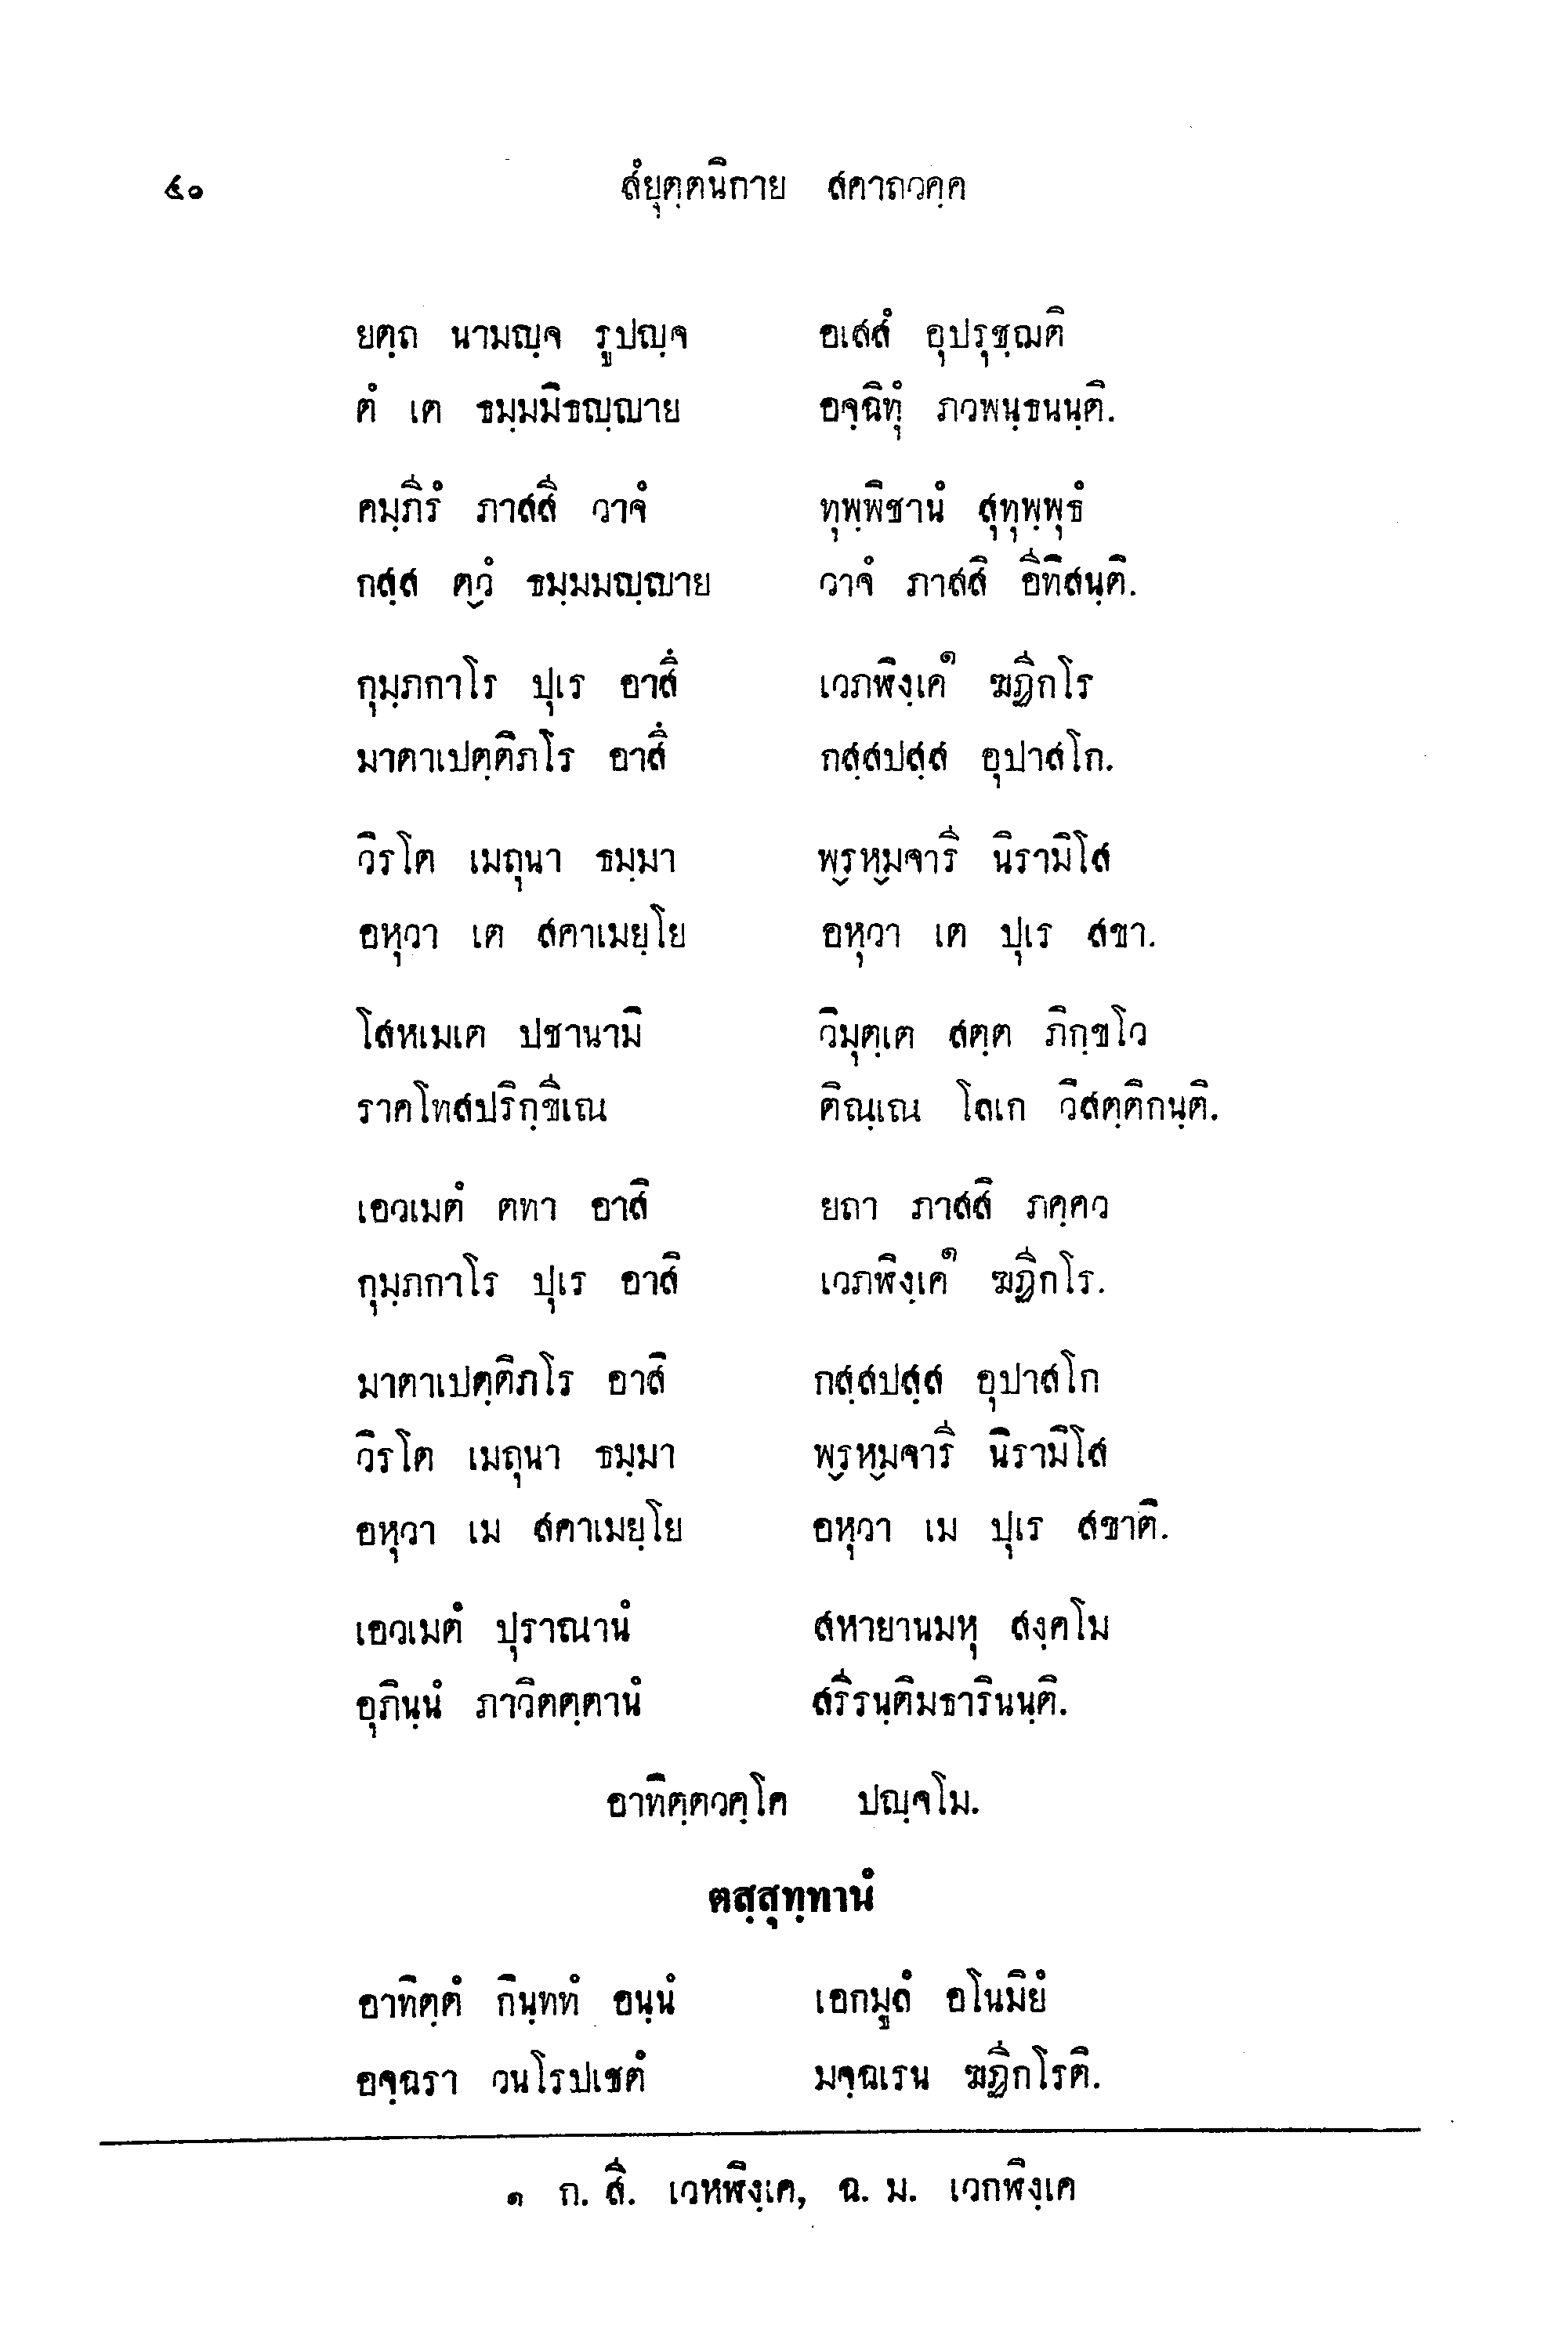 ๕๐ สํยุตฺตนิกาย สคาถวคฺค
ยตฺถ นามญฺจ รูปญฺจ อเสสํ อุปรุชฺฌติ
ตํ เต ธมฺมมิธญฺญาย อจฺฉิทุํ ภวพนฺธนนฺติ.
คมฺภีรํ ภาสสี วาจํ ทุพฺพิชานํ สุทุพฺพุธํ
กสฺส ตฺวํ ธมฺมมญฺญาย วาจํ ภาสสิ อีทิสนฺติ.
กุมฺภกาโร ปุเร อาสึ เวภฬิงฺเค๑ ฆฏีกโร
มาตาเปตฺติภโร อาสึ กสฺสปสฺส อุปาสโก.
วิรโต เมถุนา ธมฺมา พฺรหฺมจารี นิรามิโส
อหุวา เต สคาเมยฺโย อหุวา เต ปุเร สขา.
โสหเมเต ปชานามิ วิมุตฺเต สตฺต ภิกฺขโว
ราคโทสปริกฺขีเณ ติณฺเณ โลเก วิสตฺติกนฺติ.
เอวเมตํ ตทา อาสิ ยถา ภาสสิ ภคฺคว
กุมฺภกาโร ปุเร อาสิ เวภฬิงฺเค๑ ฆฏีกโร.
มาตาเปตฺติภโร อาสิ กสฺสปสฺส อุปาสโก
วิรโต เมถุนา ธมฺมา พฺรหฺมจารี นิรามิโส
อหุวา เม สคาเมยฺโย อหุวา เม ปุเร สขาติ.
เอวเมตํ ปุราณานํ สหายานมหุ สงฺคโม
อุภินฺนํ ภาวิตตฺตานํ สรีรนฺติมธารินนฺติ.
อาทิตฺตวคฺโค ปญฺจโม.
ตสฺสุทฺทานํ
อาทิตฺตํ กินฺททํ อนฺนํ เอกมูลํ อโนมิยํ
อจฺฉรา วนโรปเชตํ มจฺฉเรน ฆฏีกโรติ.
๑ ก. สี. เวหฬิงฺเค, ฉ. ม. เวกฬิงฺเค